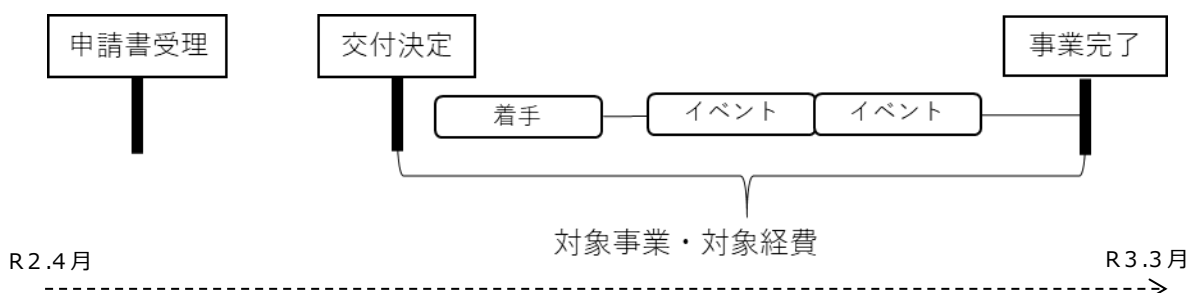 申請書受理
交付決定
事業完了
着手
イベント
イベント
対象事業・対象経費
R2.4月
R3.3月